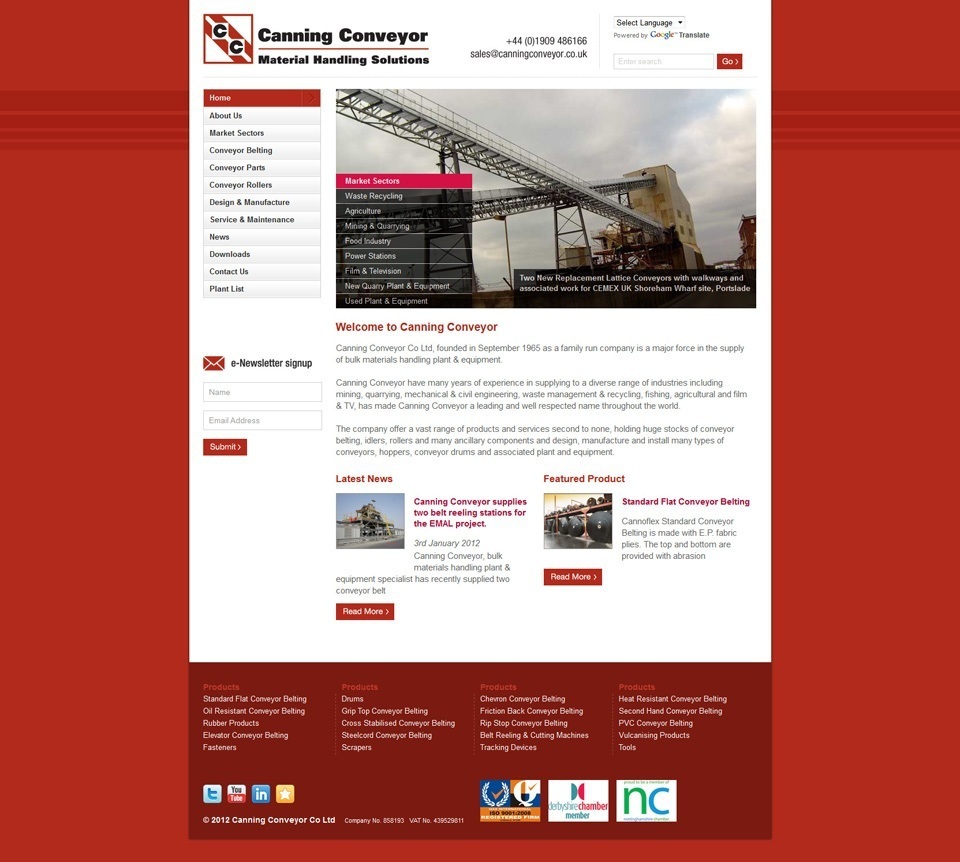 C C
Canning Conveyor
Material Handling Solutions
+44 (0)1909 486166
sales@canningconveyor.co.uk
Select Language
Powered by Google Translate
Enter search
Go
Home
About Us
Market Sectors
Conveyor Belting
Conveyor Parts
Conveyor Rollers
Design & Manufacture
Service & Maintenance
News
Downloads
Contact Us
Plant List
Market Sectors
Waste Recycling
Agriculture
Mining & Quarrying
Food Industry
Power Stations
Film & Television
New Quarry Plant & Equipment
Used Plant & Equipment
Two New Replacement Lattice Conveyors with walkways and
associated work for CEMEX UK Shoreham Wharf site, Portslade
e-Newsletter signup
Name
Email Address
Submit
Welcome to Canning Conveyor
Canning Conveyor Co Ltd, founded in September 1965 as a family run company is a major force in the supply
of bulk materials handling plant & equipment.
Canning Conveyor have many years of experience in supplying to a diverse range of industries including
mining, quarrying, mechanical & civil engineering, waste management & recycling, fishing, agricultural and film
& TV, has made Canning Conveyor a leading and well respected name throughout the world.
The company offer a vast range of products and services second to none, holding huge stocks of conveyor
belting, idlers, rollers and many ancillary components and design, manufacture and install many types of
conveyors, hoppers, conveyor drums and associated plant and equipment.
Latest News
Canning Conveyor supplies
two belt reeling stations for
the EMAL project.
3rd January 2012
Canning Conveyor, bulk
materials handling plant &
equipment specialist has recently supplied two
conveyor belt
Read More
Featured Product
Standard Flat Conveyor Belting
Cannoflex Standard Conveyor
Belting is made with E.P. fabric
plies. The top and bottom are
provided with abrasion
Read More
Products
Standard Flat Conveyor Belting
Oil Resistant Conveyor Belting
Rubber Products
Elevator Conveyor Belting
Fasteners
Products
Drums
Grip Top Conveyor Belting
Cross Stabilised Conveyor Belting
Steelcord Conveyor Belting
Scrapers
Products
Chevron Conveyor Belting
Friction Back Conveyor Belting
Rip Stop Conveyor Belting
Belt Reeling & Cutting Machines
Tracking Devices
Products
Heat Resistant Conveyor Belting
Second Hand Conveyor Belting
PVC Conveyor Belting
Vulcanising Products
Tools
You Tube
in
ISO 9001:2008
REGISTERED FIRM
derbyshirechamber
member
proud to be a member of
nc
nottinghamshire chamber
© 2012 Canning Conveyor Co Ltd Company No. 858193 VAT No. 439529811